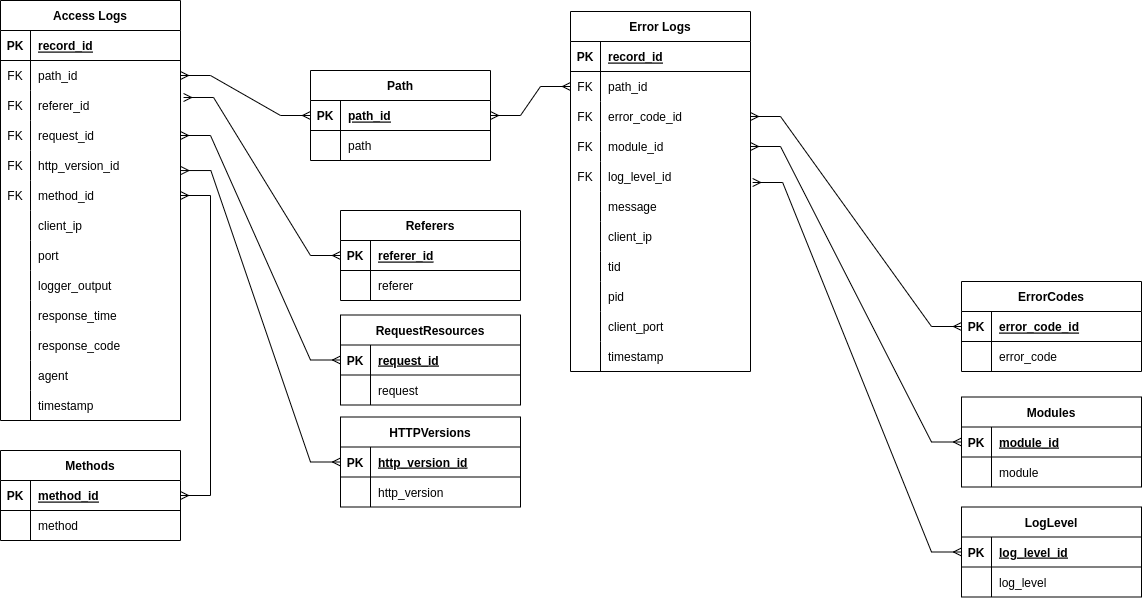 Access Logs
PK record_id
FK path_id
FK referer_id
FK request_id
FK http_version_id
FK method_id
client_ip
port
logger_output
response_time
response_code
agent
timestamp
Methods
PK method_id
method
Path
PK path_id
path
Referers
PK referer_id
referer
RequestResources
PK request_id
request
HTTPVersions
PK http_version_id
http_version
Error Logs
PK record_id
FK path_id
FK error_code_id
FK module_id
FK log_level_id
message
client_ip
tid
pid
client_port
timestamp
ErrorCodes
PK error_code_id
error_code
Modules
PK module_id
module
LogLevel
PK log_level_id
log_level